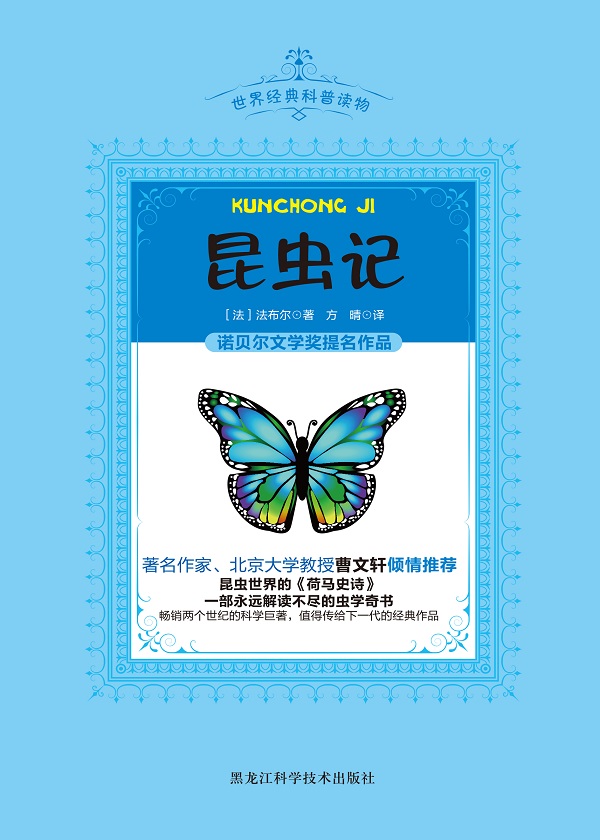 世界经典科普读物
KUNCHONG JI
昆虫记
[法]法布尔⊙著 方 晴⊙译
诺贝尔文学奖提名作品
著名作家、北京大学教授曹文轩倾情推荐
昆虫世界的《荷马史诗》
一部永远解读不尽的虫学奇书
畅销两个世纪的科学巨著，值得传给下一代的经典作品
黑龙江科学技术出版社